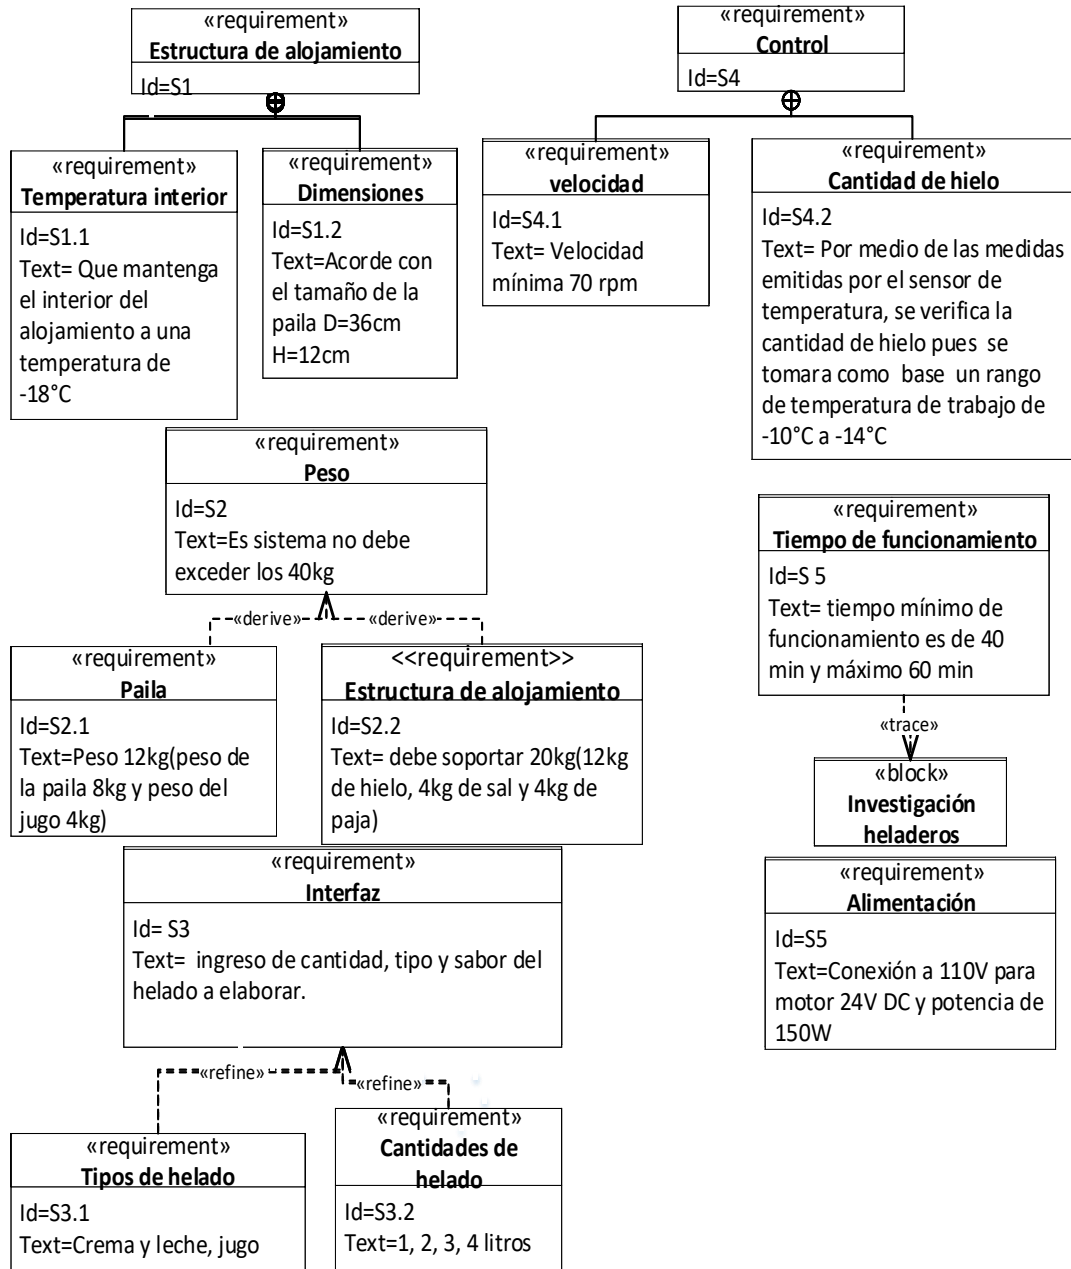 «requirement»
Estructura de alojamiento
Id=S1
«requirement»
Control
Id=S4
«requirement»
Temperatura interior
Id=S1.1
Text= Que mantenga
el interior del
alojamiento a una
temperatura de
-18°C
«requirement»
Dimensiones
Id=S1.2
Text=Acorde con
el tamaño de la
paila D=36cm
H=12cm
«requirement»
velocidad
Id=S4.1
Text= Velocidad
mínima 70 rpm
«requirement»
Cantidad de hielo
Id=S4.2
Text= Por medio de las medidas
emitidas por el sensor de
temperatura, se verifica la
cantidad de hielo pues se
tomara como base un rango
de temperatura de trabajo de
-10°C a -14°C
«requirement»
Peso
Id=S2
Text=Es sistema no debe
exceder los 40kg
«derive»
«derive»
«requirement»
Paila
Id=S2.1
Text=Peso 12kg(peso de
la paila 8kg y peso del
jugo 4kg)
<<requirement>>
Estructura de alojamiento
Id=S2.2
Text= debe soportar 20kg(12kg
de hielo, 4kg de sal y 4kg de
paja)
«requirement»
Tiempo de funcionamiento
Id=S 5
Text= tiempo mínimo de
funcionamiento es de 40
min y máximo 60 min
«trace»
«block»
Investigación
heladeros
«requirement»
Alimentación
Id=S5
Text=Conexión a 110V para
motor 24V DC y potencia de
150W
«requirement»
Interfaz
Id= S3
Text= ingreso de cantidad, tipo y sabor del
helado a elaborar.
«refine»
«refine»
«requirement»
Tipos de helado
Id=S3.1
Text=Crema y leche, jugo
«requirement»
Cantidades de
helado
Id=S3.2
Text=1, 2, 3, 4 litros